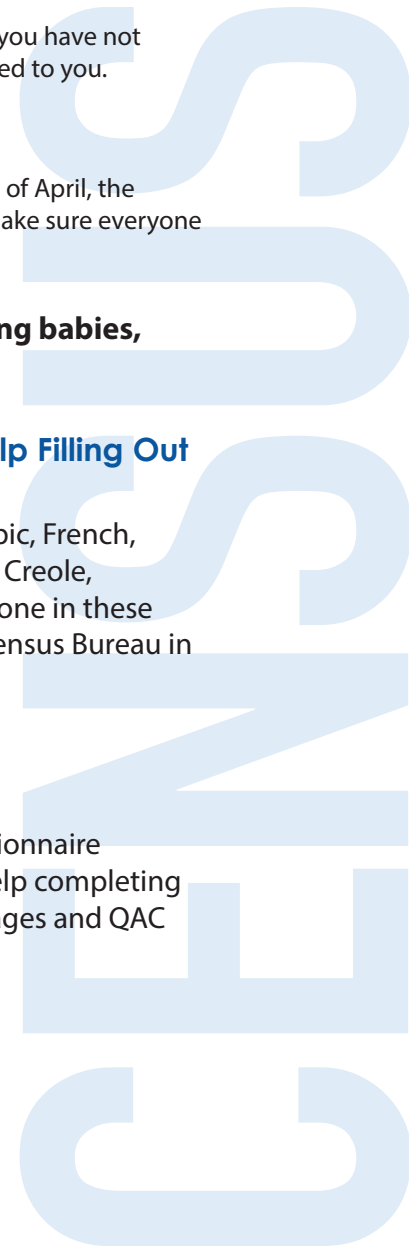 you have not
ed to you.
of April, the
ake sure everyone
ng babies,
lp Filling Out
bic, French,
Creole,
one in these
ensus Bureau in
ionnaire
elp completing
ages and QAC
CENSUS